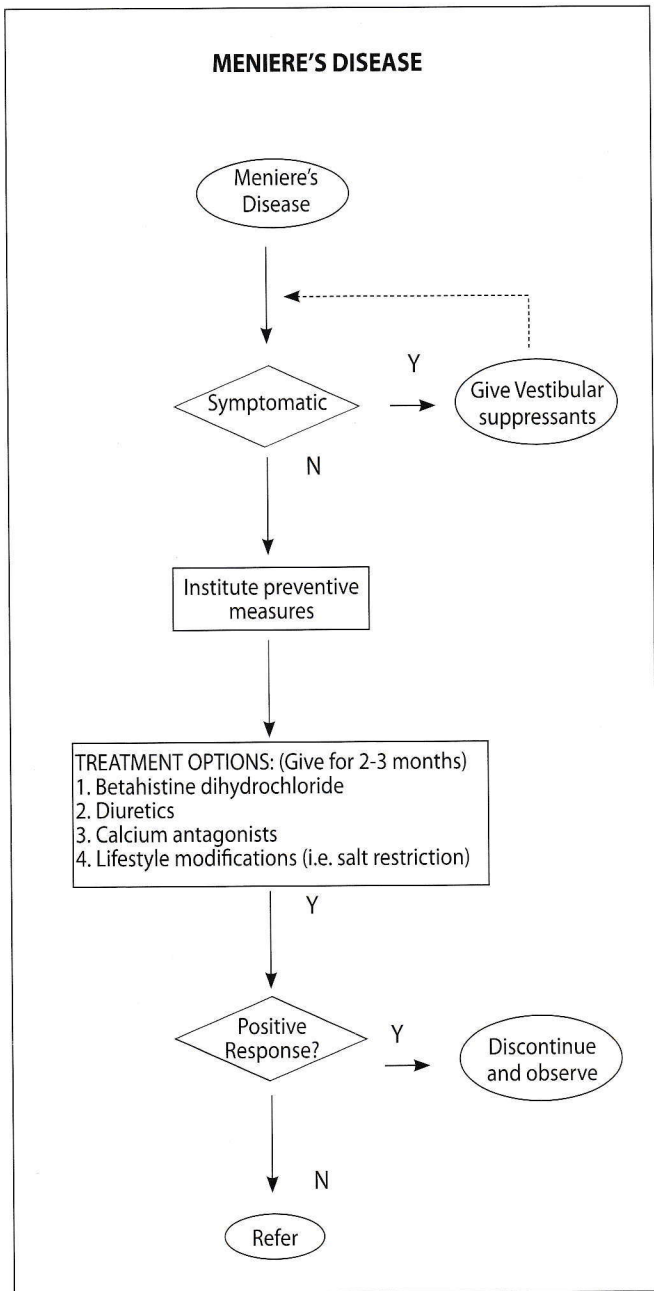 MENIERE'S DISEASE
Meniere's
Disease
Symptomatic
Y
Give Vestibular
suppressants
N
Institute preventive
measures
TREATMENT OPTIONS: (Give for 2-3 months)
1. Betahistine dihydrochloride
2. Diuretics
3. Calcium antagonists
4. Lifestyle modifications (i.e. salt restriction)
Y
Positive
Response?
Y
Discontinue
and observe
N
Refer